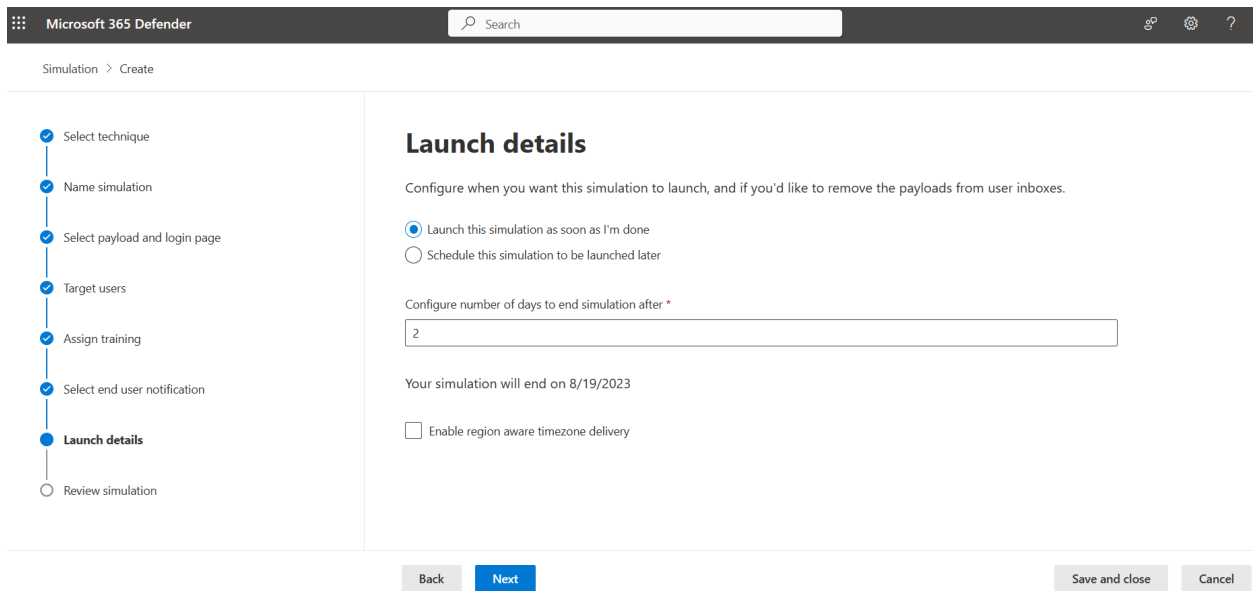 Microsoft 365 Defender
Search
?
Simulation > Create
Select technique
Name simulation
Select payload and login page
Target users
Assign training
Select end user notification
Launch details
Review simulation
Launch details
Configure when you want this simulation to launch, and if you'd like to remove the payloads from user inboxes.
Launch this simulation as soon as I'm done
Schedule this simulation to be launched later
Configure number of days to end simulation after *
2
Your simulation will end on 8/19/2023
Enable region aware timezone delivery
Back Next Save and close Cancel